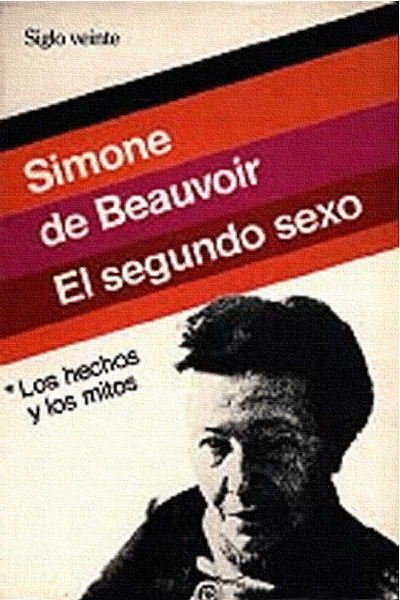 Siglo veinte
Simone
de Beauvoir
El segundo sexo
* Los hechos
y los mitos